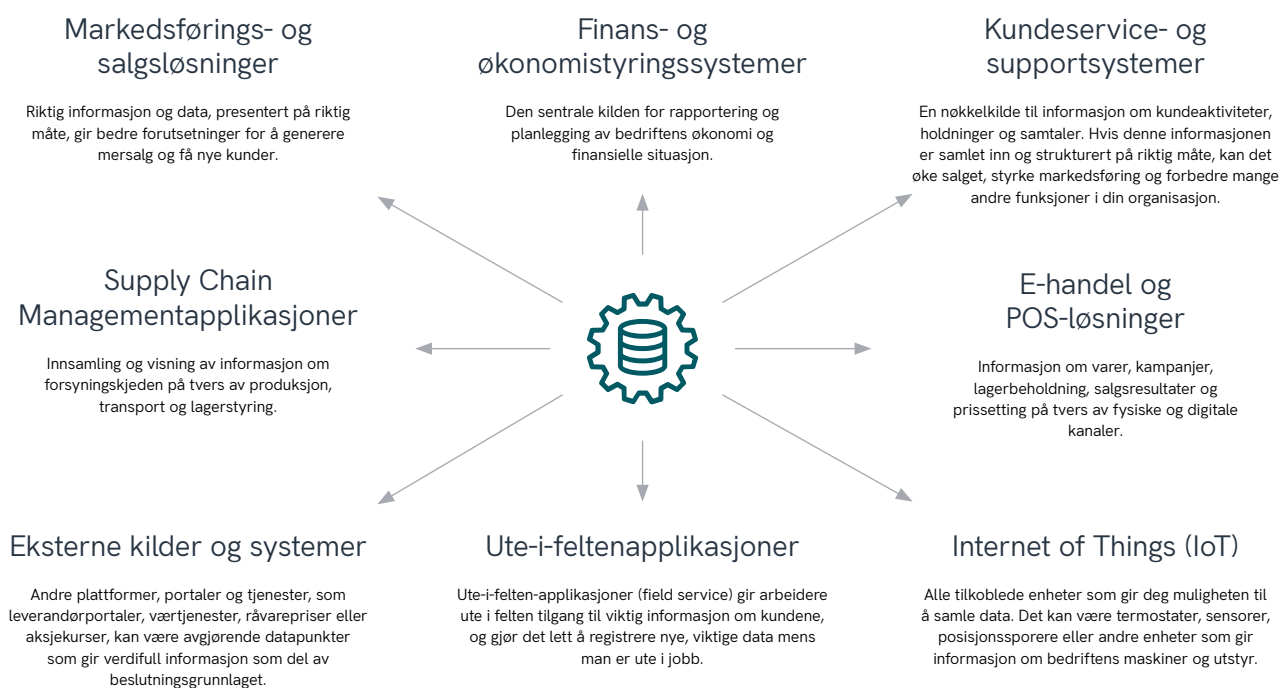 Markedsførings- og
salgsløsninger
Riktig informasjon og data, presentert på riktig
måte, gir bedre forutsetninger for å generere
mersalg og få nye kunder.
Finans- og
økonomistyringssystemer
Den sentrale kilden for rapportering og
planlegging av bedriftens økonomi og
finansielle situasjon.
Kundeservice- og
supportsystemer
En nøkkelkilde til informasjon om kundeaktiviteter,
holdninger og samtaler. Hvis denne informasjonen
er samlet inn og strukturert på riktig måte, kan det
øke salget, styrke markedsføring og forbedre mange
andre funksjoner i din organisasjon.
Supply Chain
Managementapplikasjoner
Innsamling og visning av informasjon om
forsyningskjeden på tvers av produksjon,
transport og lagerstyring.
E-handel og
POS-løsninger
Informasjon om varer, kampanjer,
lagerbeholdning, salgsresultater og
prissetting på tvers av fysiske og digitale
kanaler.
Eksterne kilder og systemer
Andre plattformer, portaler og tjenester, som
leverandørportaler, værtjenester, råvarepriser eller
aksjekurser, kan være avgjørende datapunkter
som gir verdifull informasjon som del av
beslutningsgrunnlaget.
Ute-i-feltenapplikasjoner
Ute-i-felten-applikasjoner (field service) gir arbeidere
ute i felten tilgang til viktig informasjon om kundene,
og gjør det lett å registrere nye, viktige data mens
man er ute i jobb.
Internet of Things (IoT)
Alle tilkoblede enheter som gir deg muligheten til
å samle data. Det kan være termostater, sensorer,
posisjonssporere eller andre enheter som gir
informasjon om bedriftens maskiner og utstyr.